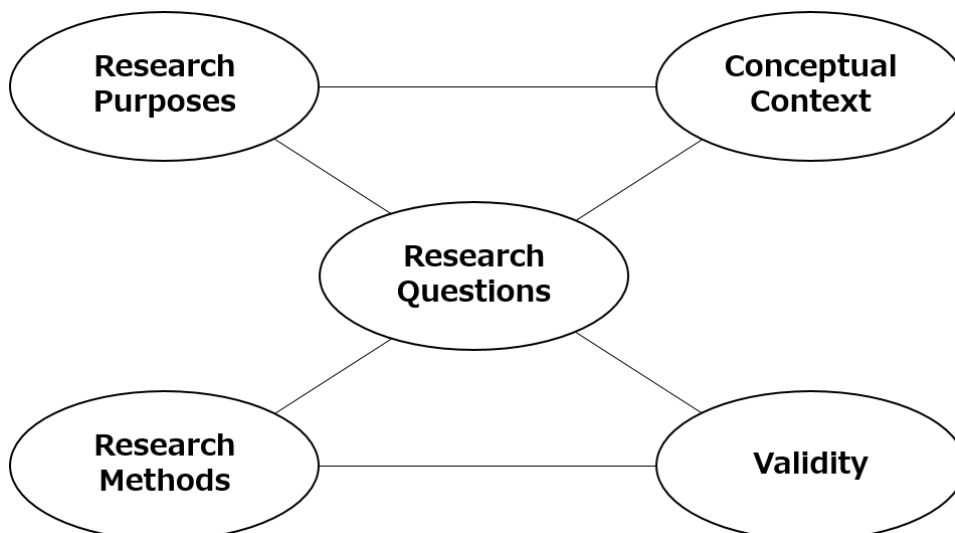 Research
Purposes
Conceptual
Context
Research
Questions
Research
Methods
Validity